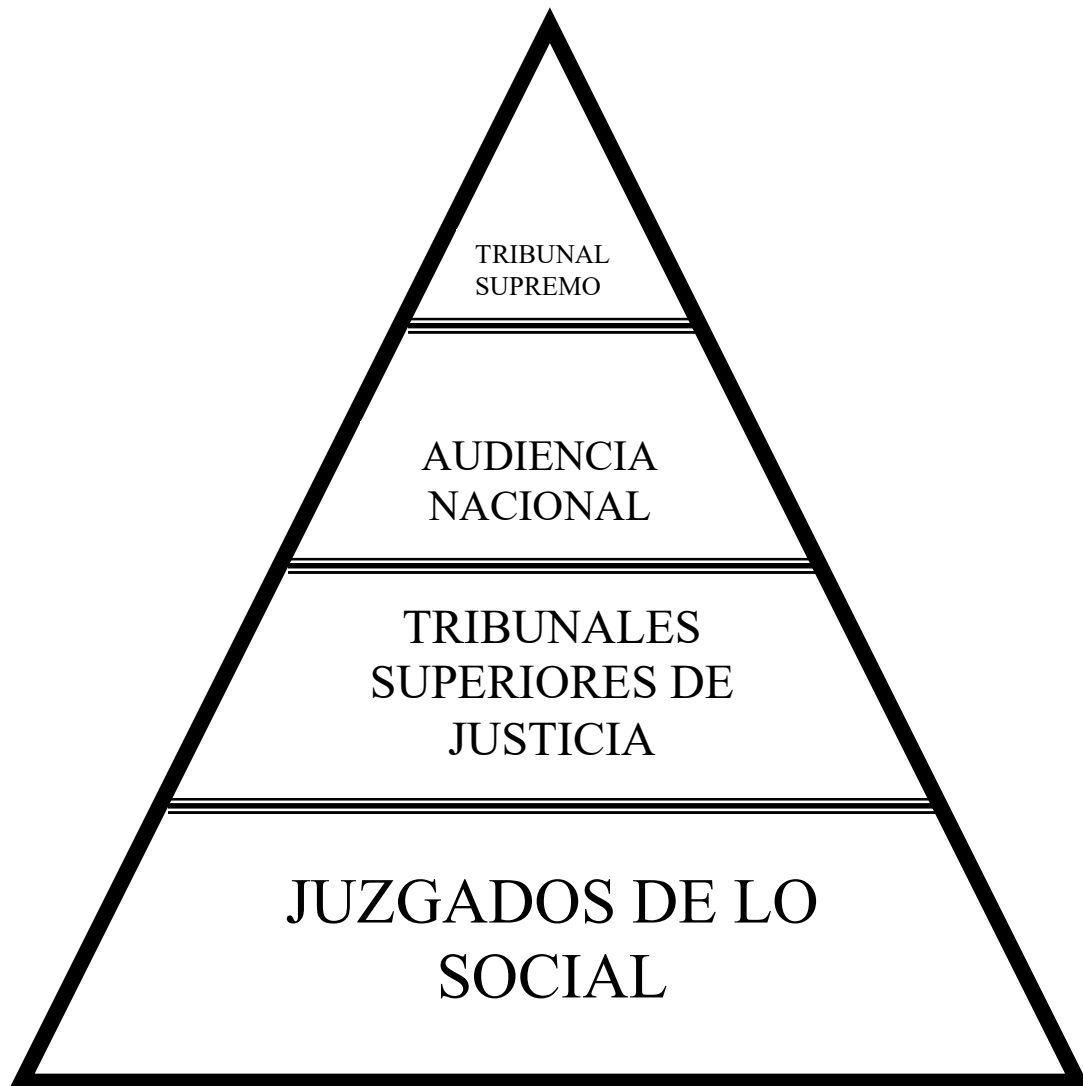 TRIBUNAL
SUPREMO
AUDIENCIA
NACIONAL
TRIBUNALES
SUPERIORES DE
JUSTICIA
JUZGADOS DE LO
SOCIAL